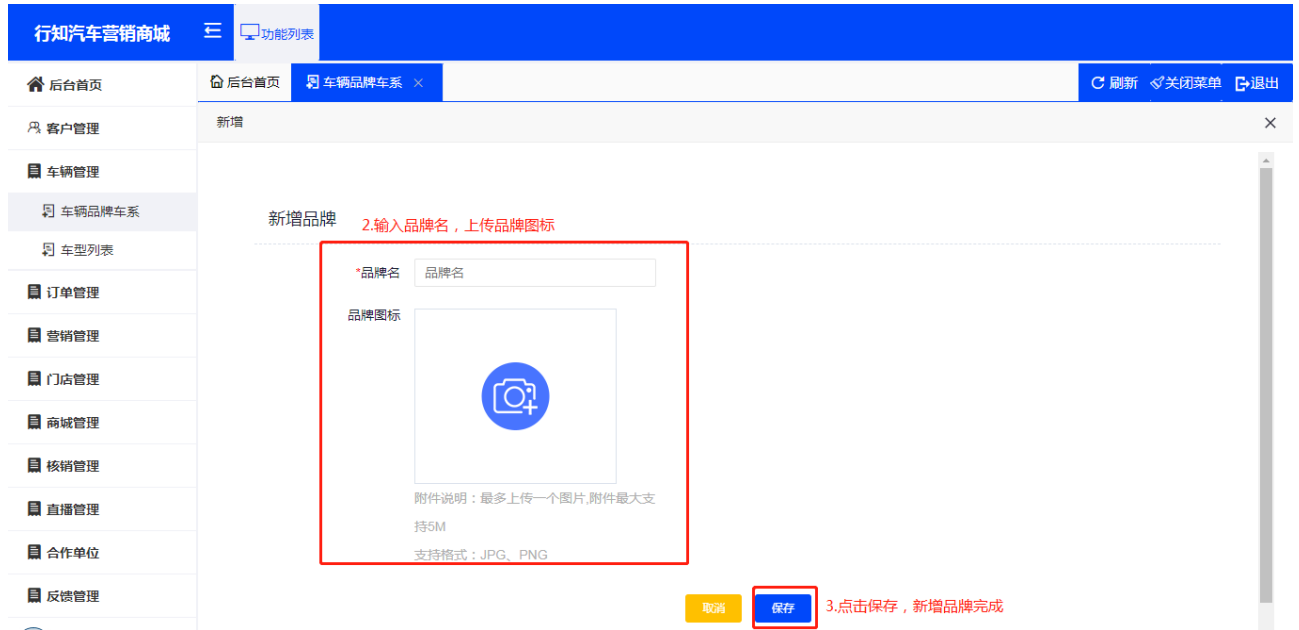 行知汽车营销商城
功能列表
后台首页
车辆品牌车系
刷新 关闭菜单 退出
后台首页
客户管理
车辆管理
车辆品牌车系
车型列表
订单管理
营销管理
门店管理
商城管理
核销管理
直播管理
合作单位
反馈管理
新增
新增品牌
2.输入品牌名，上传品牌图标
*品牌名 品牌名
品牌图标
附件说明：最多上传一个图片,附件最大支
持5M
支持格式：JPG、PNG
取消 保存 3.点击保存，新增品牌完成